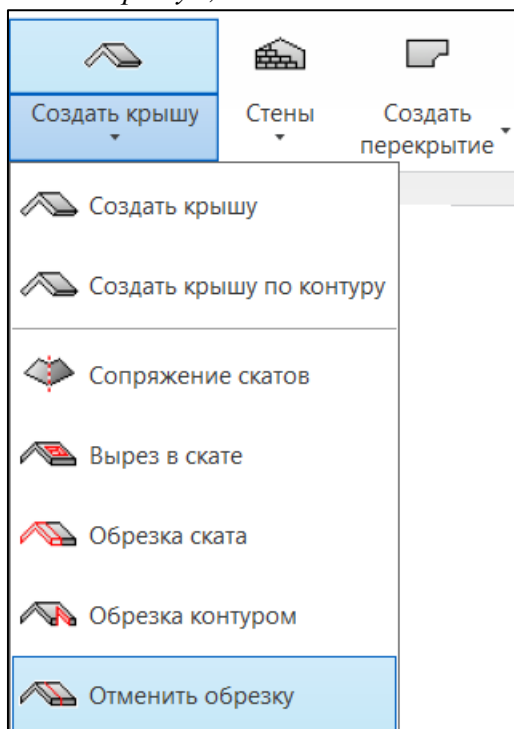 Создать крышу
Стены
Создать
перекрытие
Создать крышу
Создать крышу по контуру
Сопряжение скатов
Вырез в скате
Обрезка ската
Обрезка контуром
Отменить обрезку